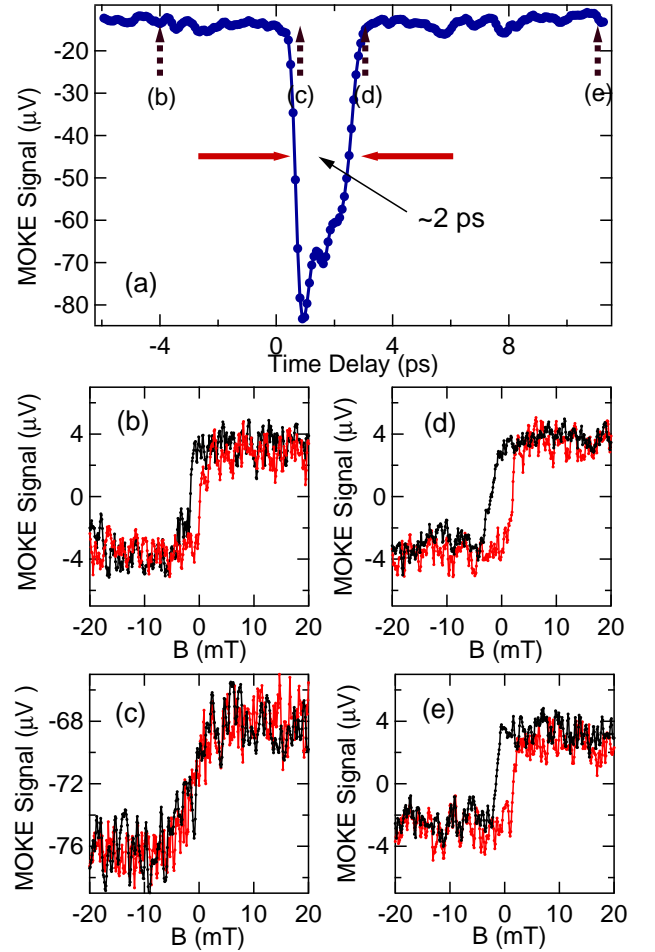 -20
-30
-40
-50
-60
-70
-80
MOKE Signal (μV)
(b)
(c)
(d)
(e)
~2 ps
(a)
-4
0
4
8
Time Delay (ps)
(b)
4
0
-4
MOKE Signal (μV)
-20 -10 0 10 20
B (mT)
(d)
4
0
-4
MOKE Signal (μV)
-20 -10 0 10 20
B (mT)
(c)
-68
-72
-76
MOKE Signal (μV )
-20 -10 0 10 20
B (mT)
(e)
4
0
-4
MOKE Signal (μV)
-20 -10 0 10 20
B (mT)